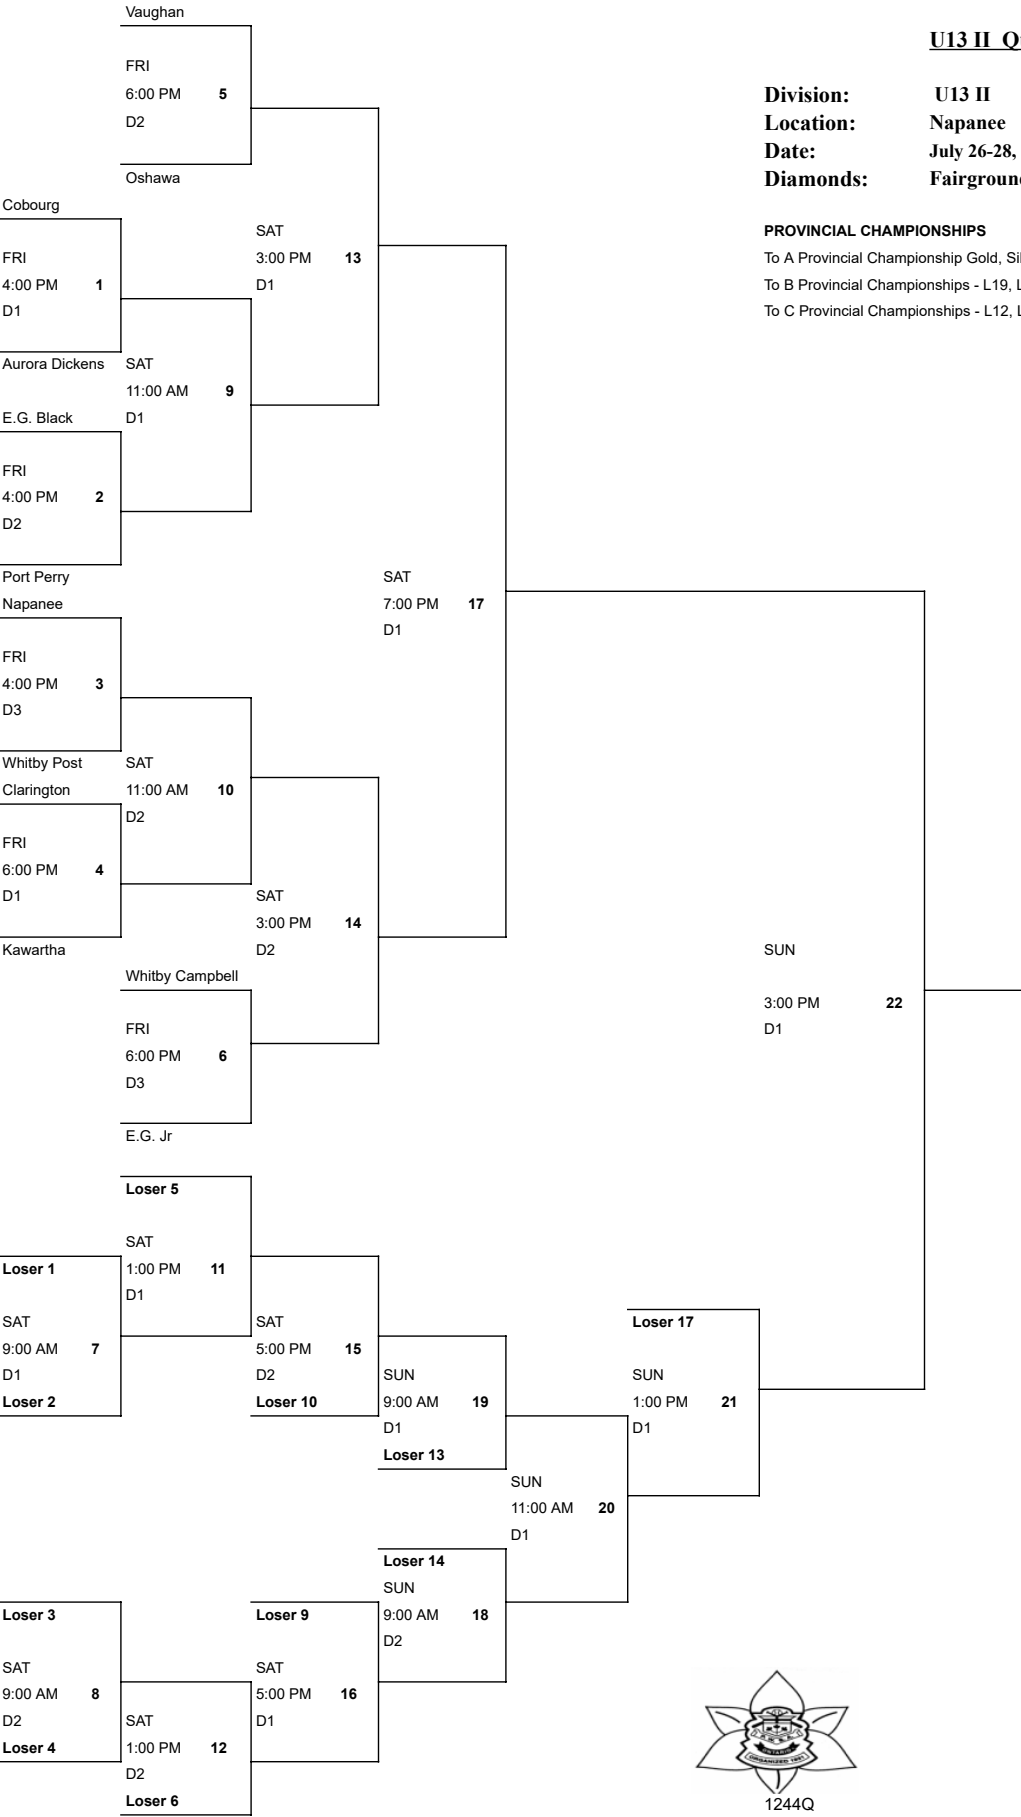 Vaughan
U13 II Q
FRI
6:00 PM 5
D2
Oshawa
Division: U13 II
Location: Napanee
Date: July 26-28,
Diamonds: Fairgroun
PROVINCIAL CHAMPIONSHIPS
To A Provincial Championship Gold, Sil
To B Provincial Championships - L19, L
To C Provincial Championships - L12, L
Cobourg
FRI
4:00 PM 1
D1
Aurora Dickens
SAT
3:00 PM 13
D1
SAT
11:00 AM 9
D1
E.G. Black
FRI
4:00 PM 2
D2
Port Perry
Napanee
FRI
4:00 PM 3
D3
Whitby Post
SAT
7:00 PM 17
D1
SAT
11:00 AM 10
D2
Clarington
FRI
6:00 PM 4
D1
Kawartha
SAT
3:00 PM 14
D2
Whitby Campbell
FRI
6:00 PM 6
D3
E.G. Jr
SUN
3:00 PM 22
D1
Loser 5
SAT
1:00 PM 11
D1
Loser 1
SAT
9:00 AM 7
D1
Loser 2
SAT
5:00 PM 15
D2
Loser 10
SUN
9:00 AM 19
D1
Loser 13
Loser 17
SUN
1:00 PM 21
D1
SUN
11:00 AM 20
D1
Loser 14
SUN
9:00 AM 18
D2
Loser 3
SAT
9:00 AM 8
D2
Loser 4
Loser 9
SAT
5:00 PM 16
D1
SAT
1:00 PM 12
D2
Loser 6
ONTARIO
ORGANIZED 1931
1244Q